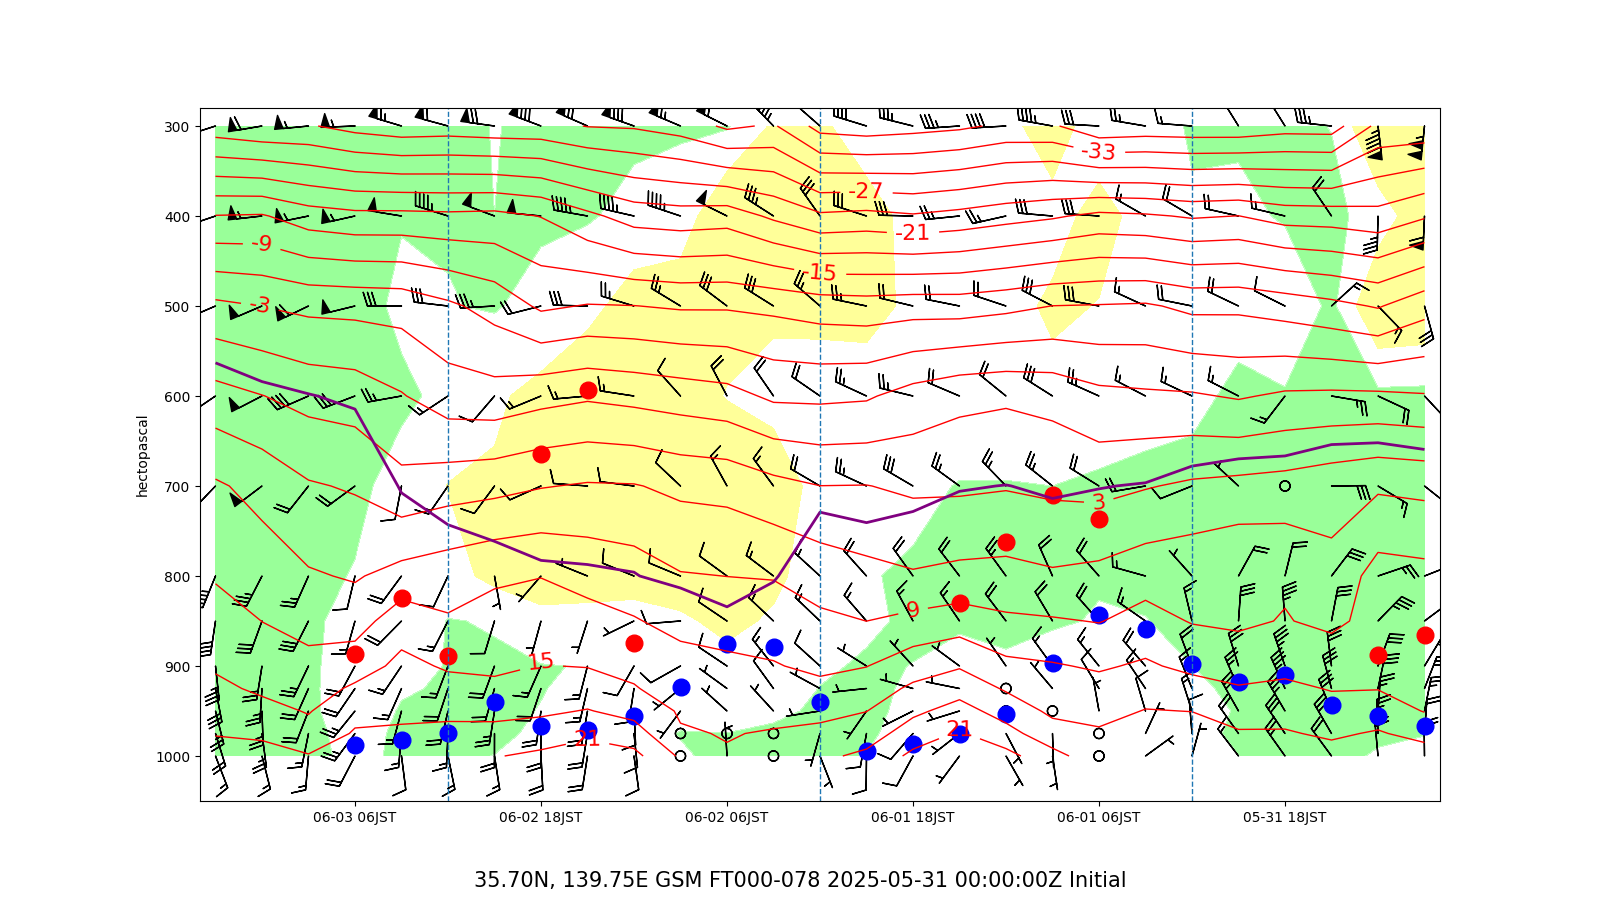 300
400
500
600
700
800
900
1000
hectopascal
-33
-27
-21
-15
-9
-3
3
9
15
21
21
06-03 06JST
06-02 18JST
06-02 06JST
06-01 18JST
06-01 06JST
05-31 18JST
35.70N, 139.75E GSM FT000-078 2025-05-31 00:00:00Z Initial